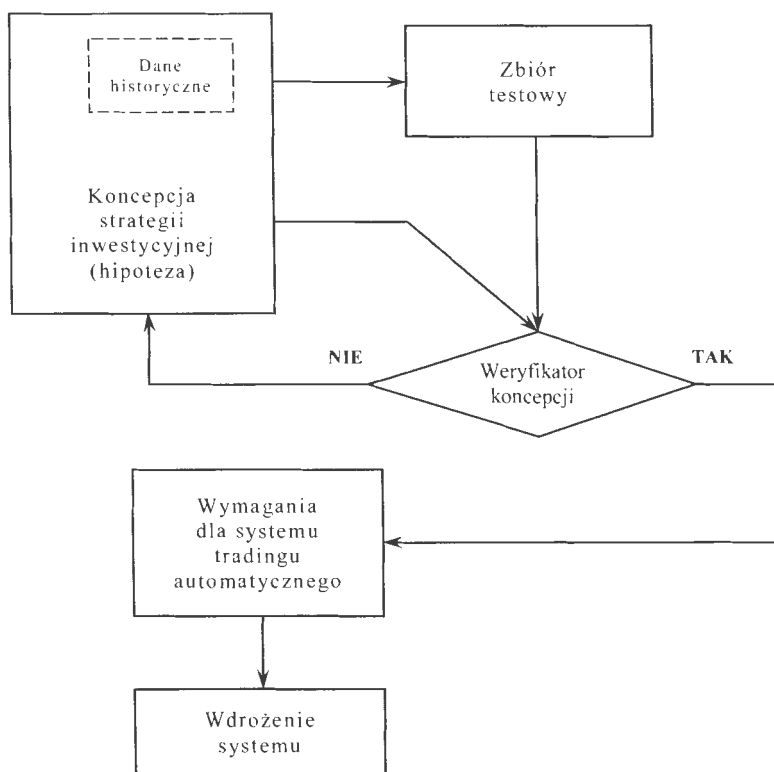 Dane
historyczne
Zbiór
testowy
Koncepcja
strategii
inwestycyjnej
(hipoteza)
NIE
TAK
Weryfikator
koncepcji
Wymagania
dla systemu
tradingu
automatycznego
Wdrożenie
systemu